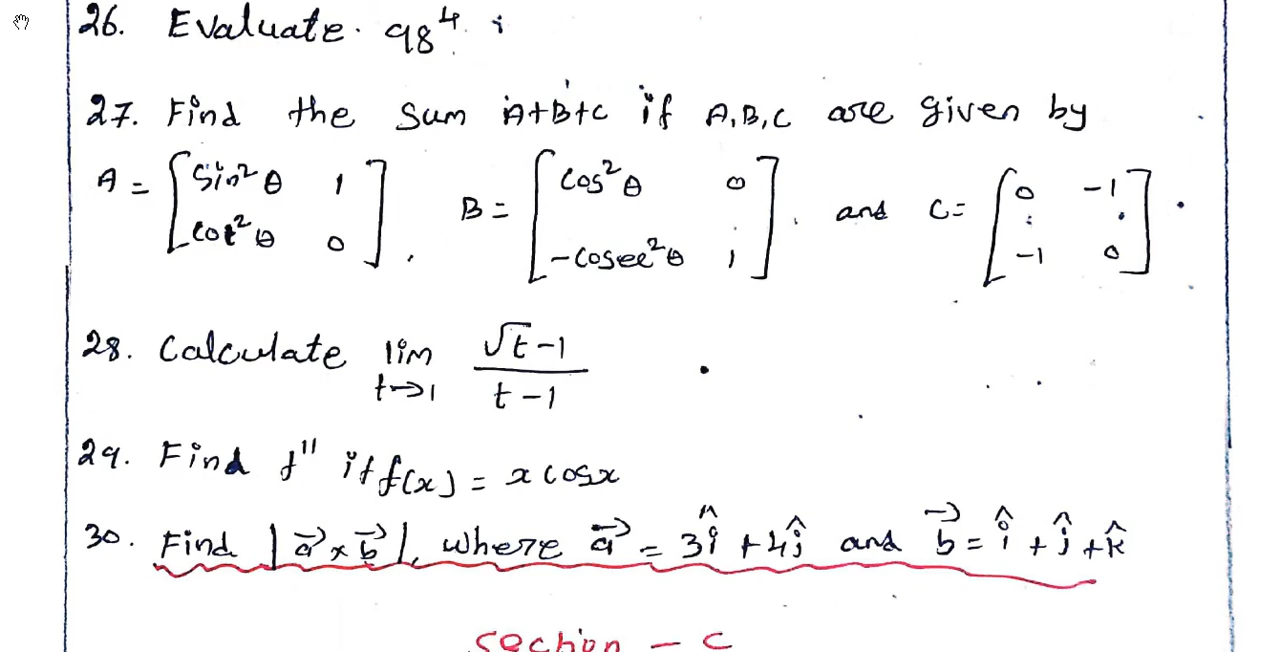 26. Evaluate. 98⁴.
27. Find the sum A+B+C if A,B,C are given by
A = [sin²θ 1 cot²θ 0], B = [cos²θ 0 -cosec²θ 1]. and C= [0 -1 -1 0].
28. Calculate lim t→1 √t-1 / t-1
29. Find f" if f(x) = x cosx
30. Find |a⃗ × b⃗|, where a⃗ = 3î + 4ĵ and b⃗ = î + ĵ + k̂
Section - C